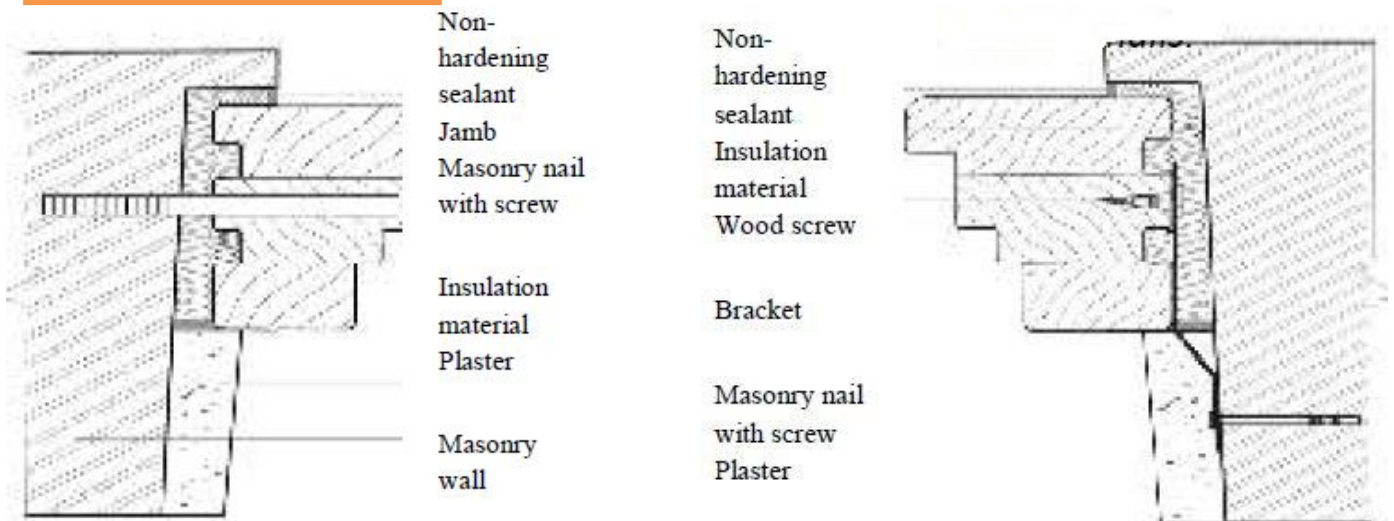 Non-
hardening
sealant
Jamb
Masonry nail
with screw
Insulation
material
Plaster
Masonry
wall
Non-
hardening
sealant
Insulation
material
Wood screw
Bracket
Masonry nail
with screw
Plaster